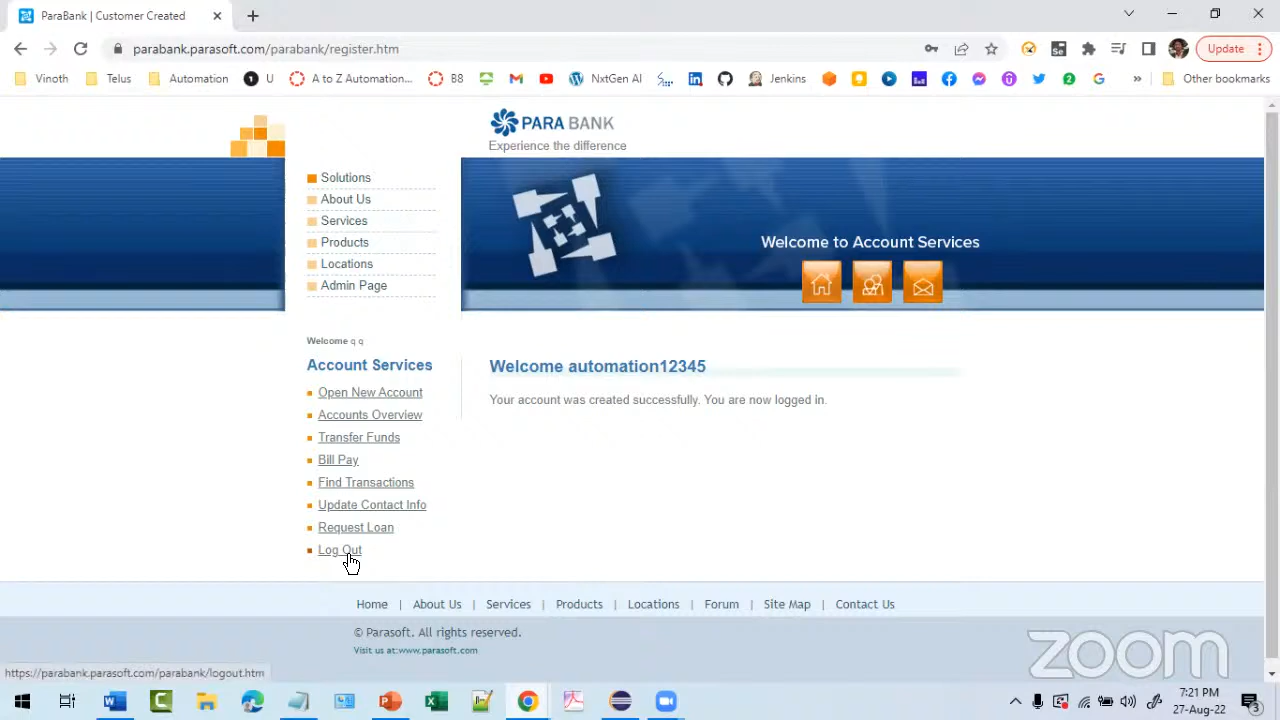 ParaBank | Customer Created
parabank.parasoft.com/parabank/register.htm
Update
Vinoth
Telus
Automation
U
A to Z Automation...
B8
NxtGen AI
Jenkins
Other bookmarks
PARA BANK
Experience the difference
Solutions
About Us
Services
Products
Locations
Admin Page
Welcome to Account Services
Welcome q q
Account Services
Open New Account
Accounts Overview
Transfer Funds
Bill Pay
Find Transactions
Update Contact Info
Request Loan
Log Out
Welcome automation12345
Your account was created successfully. You are now logged in.
Home | About Us | Services | Products | Locations | Forum | Site Map | Contact Us
© Parasoft. All rights reserved.
Visit us at:www.parasoft.com
zoom
https://parabank.parasoft.com/parabank/logout.htm
7:21 PM
27-Aug-22
3